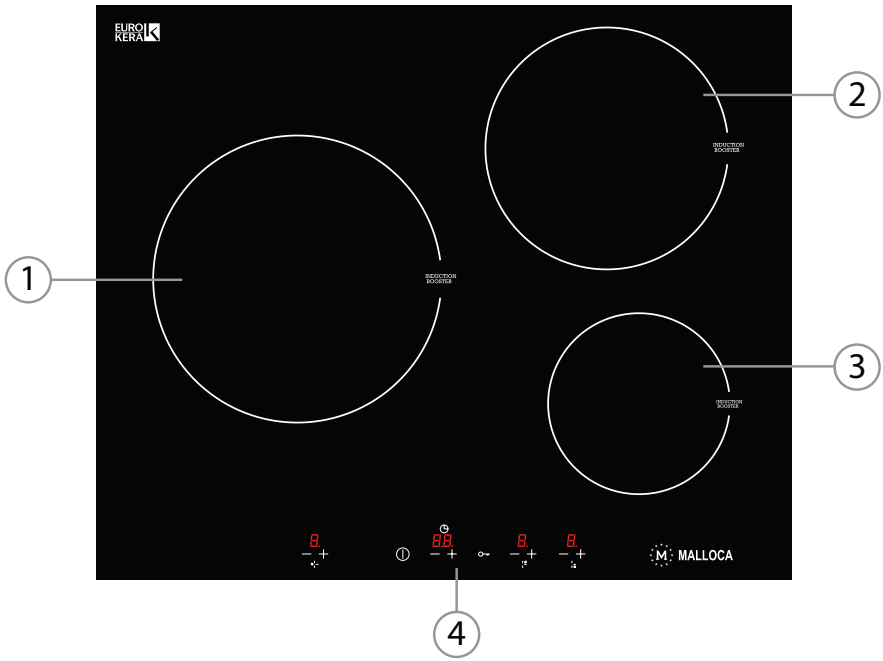 EURO
KERA K
2
INDUCTION
BOOSTER
1
INDUCTION
BOOSTER
3
INDUCTION
BOOSTER
8. 88. 8. 8.
− + − + − + − +
M MALLOCA
4